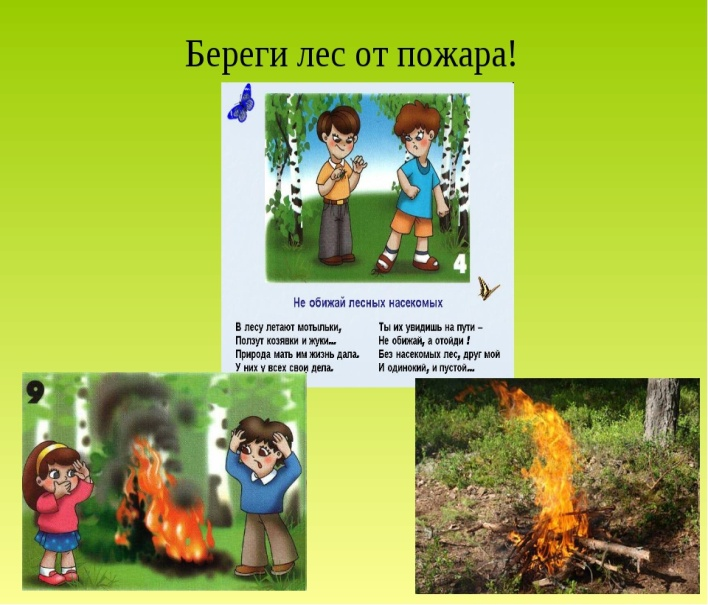 Береги лес от пожара!
4
Не обижай лесных насекомых
В лесу летают мотыльки,
Ползут козявки и жуки...
Природа мать им жизнь дала.
У них у всех свои дела.
Ты их увидишь на пути –
Не обижай, а отойди !
Без насекомых лес, друг мой
И одинокий, и пустой...
9